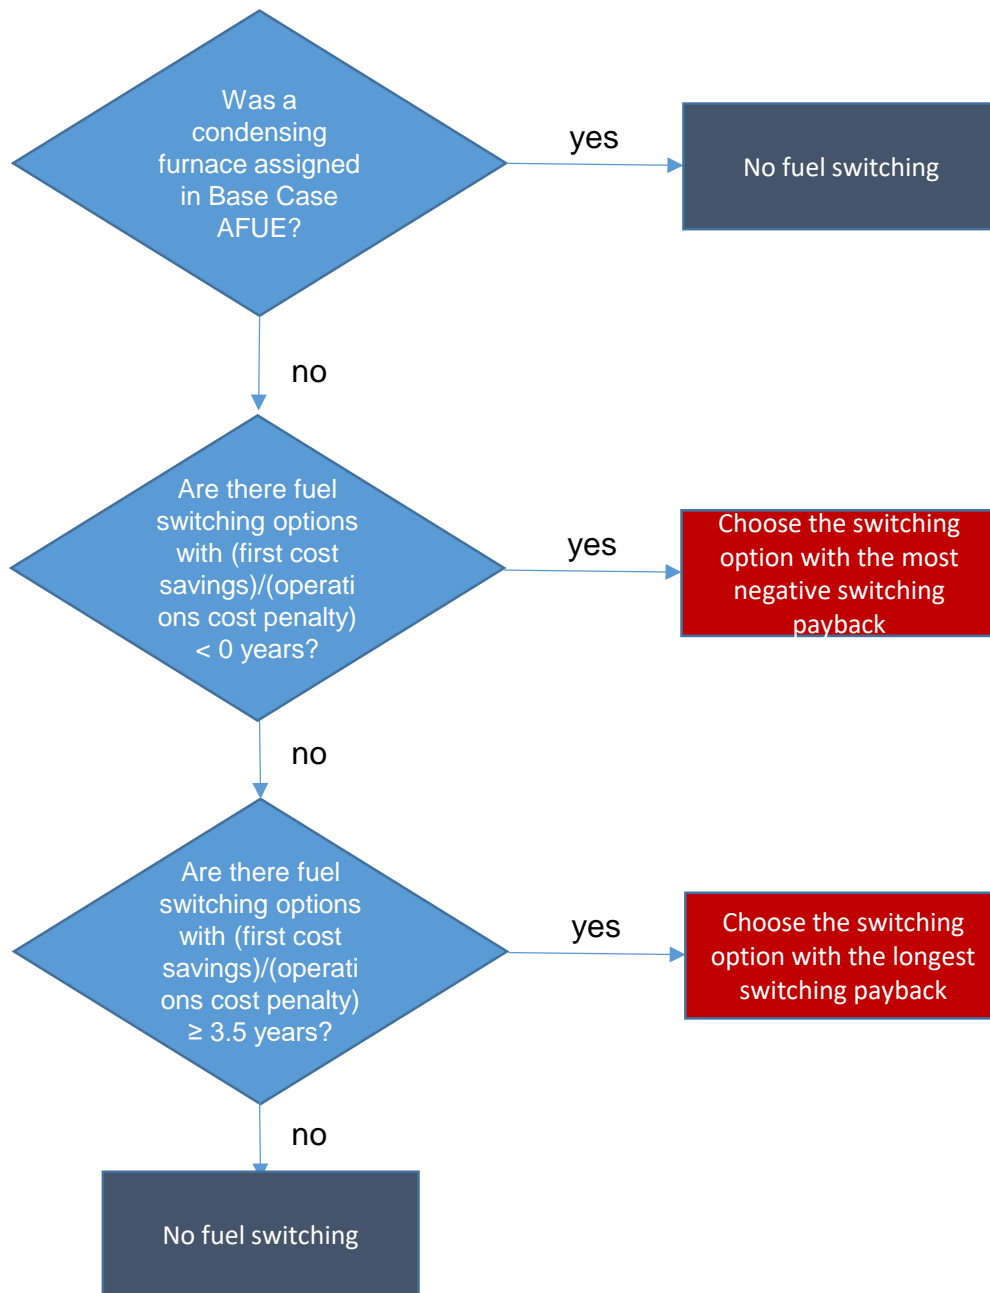 Was a
condensing
furnace assigned
in Base Case
AFUE?
yes
No fuel switching
no
Are there fuel
switching options
with (first cost
savings)/(operati
ons cost penalty)
< 0 years?
yes
Choose the switching
option with the most
negative switching
payback
no
Are there fuel
switching options
with (first cost
savings)/(operati
ons cost penalty)
≥ 3.5 years?
yes
Choose the switching
option with the longest
switching payback
no
No fuel switching